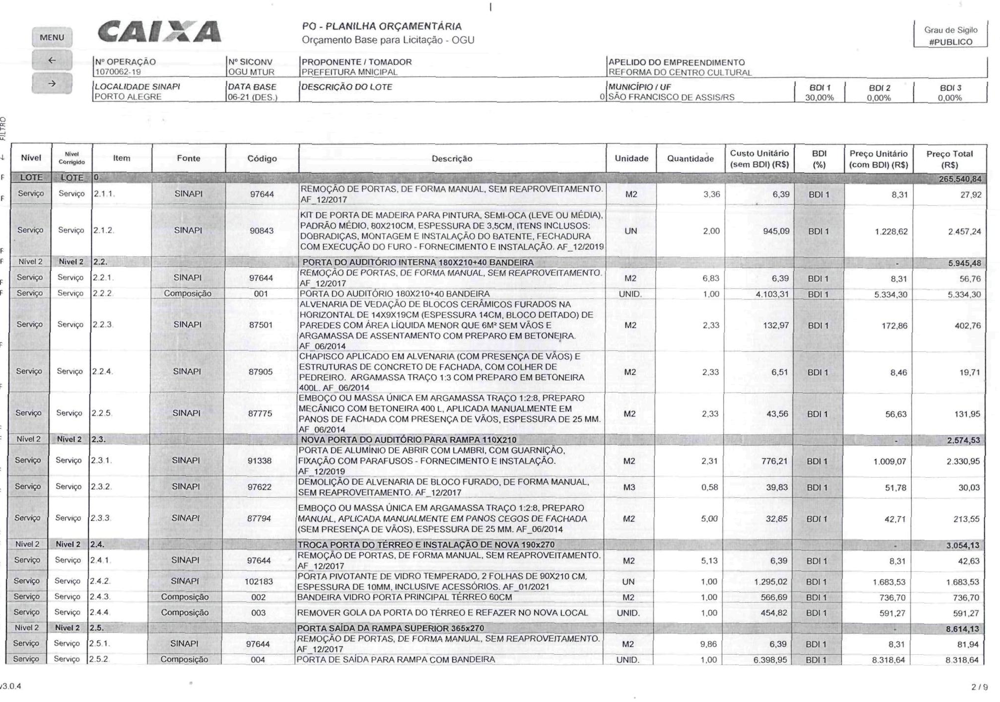 MENU
←
→
CAIXA
PO - PLANILHA ORÇAMENTÁRIA
Orçamento Base para Licitação - OGU
Grau de Sigilo
#PUBLICO
Nº OPERAÇÃO
1070062-19
Nº SICONV
OGU MTUR
PROPONENTE / TOMADOR
PREFEITURA MNICIPAL
APELIDO DO EMPREENDIMENTO
REFORMA DO CENTRO CULTURAL
LOCALIDADE SINAPI
PORTO ALEGRE
DATA BASE
06-21 (DES.)
DESCRIÇÃO DO LOTE
0
MUNICÍPIO / UF
SÃO FRANCISCO DE ASSIS/RS
BDI 1
30,00%
BDI 2
0,00%
BDI 3
0,00%
FILTRO
Nível Nível Corrigido Item Fonte Código Descrição Unidade Quantidade Custo Unitário (sem BDI) (R$) BDI (%) Preço Unitário (com BDI) (R$) Preço Total (R$)
LOTE LOTE 0 265.540,84
Serviço Serviço 2.1.1. SINAPI 97644 REMOÇÃO DE PORTAS, DE FORMA MANUAL, SEM REAPROVEITAMENTO. M2 3,36 6,39 BDI 1 8,31 27,92
AF_12/2017
KIT DE PORTA DE MADEIRA PARA PINTURA, SEMI-OCA (LEVE OU MÉDIA),
PADRÃO MÉDIO, 80X210CM, ESPESSURA DE 3,5CM, ITENS INCLUSOS:
Serviço Serviço 2.1.2. SINAPI 90843 DOBRADIÇAS, MONTAGEM E INSTALAÇÃO DO BATENTE, FECHADURA UN 2,00 945,09 BDI 1 1.228,62 2.457,24
COM EXECUÇÃO DO FURO - FORNECIMENTO E INSTALAÇÃO. AF_12/2019
Nível 2 Nível 2 2.2. PORTA DO AUDITÓRIO INTERNA 180X210+40 BANDEIRA - 5.945,48
Serviço Serviço 2.2.1. SINAPI 97644 REMOÇÃO DE PORTAS, DE FORMA MANUAL, SEM REAPROVEITAMENTO. M2 6,83 6,39 BDI 1 8,31 56,76
AF_12/2017
Serviço Serviço 2.2.2. Composição 001 PORTA DO AUDITÓRIO 180X210+40 BANDEIRA UNID. 1,00 4.103,31 BDI 1 5.334,30 5.334,30
ALVENARIA DE VEDAÇÃO DE BLOCOS CERÂMICOS FURADOS NA
HORIZONTAL DE 14X9X19CM (ESPESSURA 14CM, BLOCO DEITADO) DE
Serviço Serviço 2.2.3. SINAPI 87501 PAREDES COM ÁREA LÍQUIDA MENOR QUE 6M² SEM VÃOS E M2 2,33 132,97 BDI 1 172,86 402,76
ARGAMASSA DE ASSENTAMENTO COM PREPARO EM BETONEIRA.
AF_06/2014
CHAPISCO APLICADO EM ALVENARIA (COM PRESENÇA DE VÃOS) E
ESTRUTURAS DE CONCRETO DE FACHADA, COM COLHER DE
Serviço Serviço 2.2.4. SINAPI 87905 PEDREIRO. ARGAMASSA TRAÇO 1:3 COM PREPARO EM BETONEIRA M2 2,33 6,51 BDI 1 8,46 19,71
400L. AF_06/2014
EMBOÇO OU MASSA ÚNICA EM ARGAMASSA TRAÇO 1:2:8, PREPARO
MECÂNICO COM BETONEIRA 400 L, APLICADA MANUALMENTE EM
Serviço Serviço 2.2.5. SINAPI 87775 PANOS DE FACHADA COM PRESENÇA DE VÃOS, ESPESSURA DE 25 MM. M2 2,33 43,56 BDI 1 56,63 131,95
AF_06/2014
Nível 2 Nível 2 2.3. NOVA PORTA DO AUDITÓRIO PARA RAMPA 110X210 - 2.574,53
PORTA DE ALUMÍNIO DE ABRIR COM LAMBRI, COM GUARNIÇÃO,
Serviço Serviço 2.3.1. SINAPI 91338 FIXAÇÃO COM PARAFUSOS - FORNECIMENTO E INSTALAÇÃO. M2 2,31 776,21 BDI 1 1.009,07 2.330,95
AF_12/2019
Serviço Serviço 2.3.2. SINAPI 97622 DEMOLIÇÃO DE ALVENARIA DE BLOCO FURADO, DE FORMA MANUAL, M3 0,58 39,83 BDI 1 51,78 30,03
SEM REAPROVEITAMENTO. AF_12/2017
EMBOÇO OU MASSA ÚNICA EM ARGAMASSA TRAÇO 1:2:8, PREPARO
Serviço Serviço 2.3.3. SINAPI 87794 MANUAL, APLICADA MANUALMENTE EM PANOS CEGOS DE FACHADA M2 5,00 32,85 BDI 1 42,71 213,55
(SEM PRESENÇA DE VÃOS), ESPESSURA DE 25 MM. AF_06/2014
Nível 2 Nível 2 2.4. TROCA PORTA DO TÉRREO E INSTALAÇÃO DE NOVA 190x270 - 3.054,13
Serviço Serviço 2.4.1. SINAPI 97644 REMOÇÃO DE PORTAS, DE FORMA MANUAL, SEM REAPROVEITAMENTO. M2 5,13 6,39 BDI 1 8,31 42,63
AF_12/2017
Serviço Serviço 2.4.2. SINAPI 102183 PORTA PIVOTANTE DE VIDRO TEMPERADO, 2 FOLHAS DE 90X210 CM, UN 1,00 1.295,02 BDI 1 1.683,53 1.683,53
ESPESSURA DE 10MM, INCLUSIVE ACESSÓRIOS. AF_01/2021
Serviço Serviço 2.4.3. Composição 002 BANDEIRA VIDRO PORTA PRINCIPAL TÉRREO 60CM M2 1,00 566,69 BDI 1 736,70 736,70
Serviço Serviço 2.4.4. Composição 003 REMOVER GOLA DA PORTA DO TÉRREO E REFAZER NO NOVA LOCAL UNID. 1,00 454,82 BDI 1 591,27 591,27
Nível 2 Nível 2 2.5. PORTA SAÍDA DA RAMPA SUPERIOR 365x270 - 8.614,13
Serviço Serviço 2.5.1. SINAPI 97644 REMOÇÃO DE PORTAS, DE FORMA MANUAL, SEM REAPROVEITAMENTO. M2 9,86 6,39 BDI 1 8,31 81,94
AF_12/2017
Serviço Serviço 2.5.2. Composição 004 PORTA DE SAÍDA PARA RAMPA COM BANDEIRA UNID. 1,00 6.398,95 BDI 1 8.318,64 8.318,64
v3.0.4
2 / 9